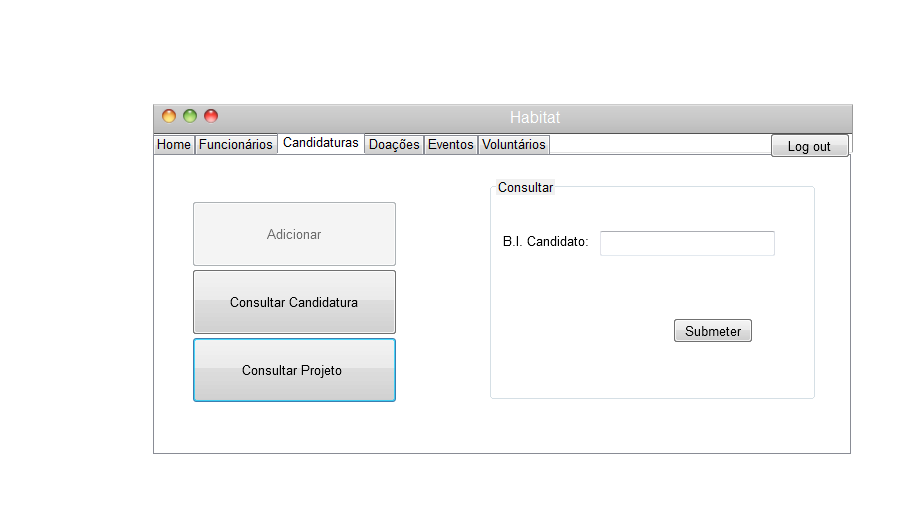 Habitat
Home Funcionários Candidaturas Doações Eventos Voluntários Log out
Consultar
Adicionar
B.I. Candidato:
Consultar Candidatura
Submeter
Consultar Projeto